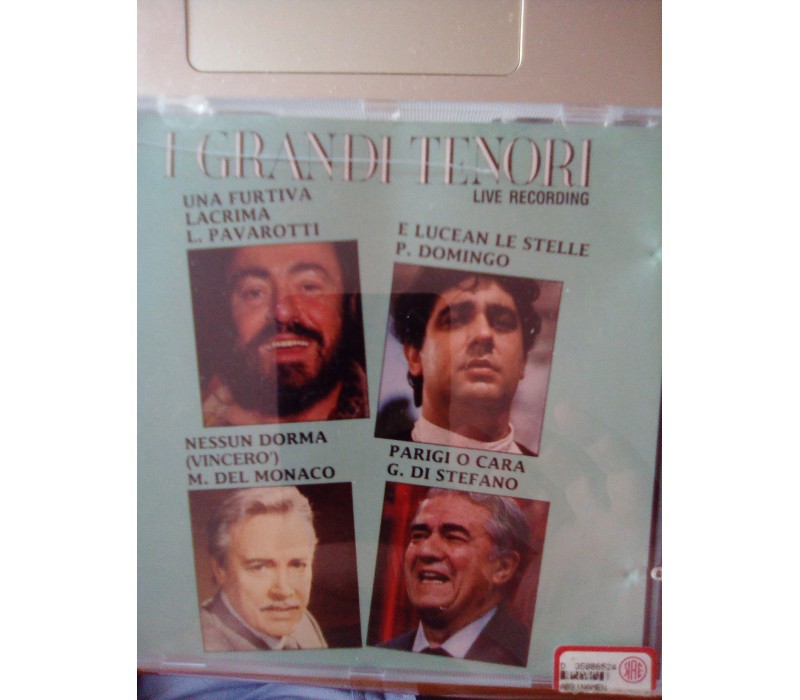 I GRANDI TENORI
LIVE RECORDING
UNA FURTIVA
LACRIMA
L. PAVAROTTI
E LUCEAN LE STELLE
P. DOMINGO
NESSUN DORMA
(VINCERO')
M. DEL MONACO
PARIGI O CARA
G. DI STEFANO